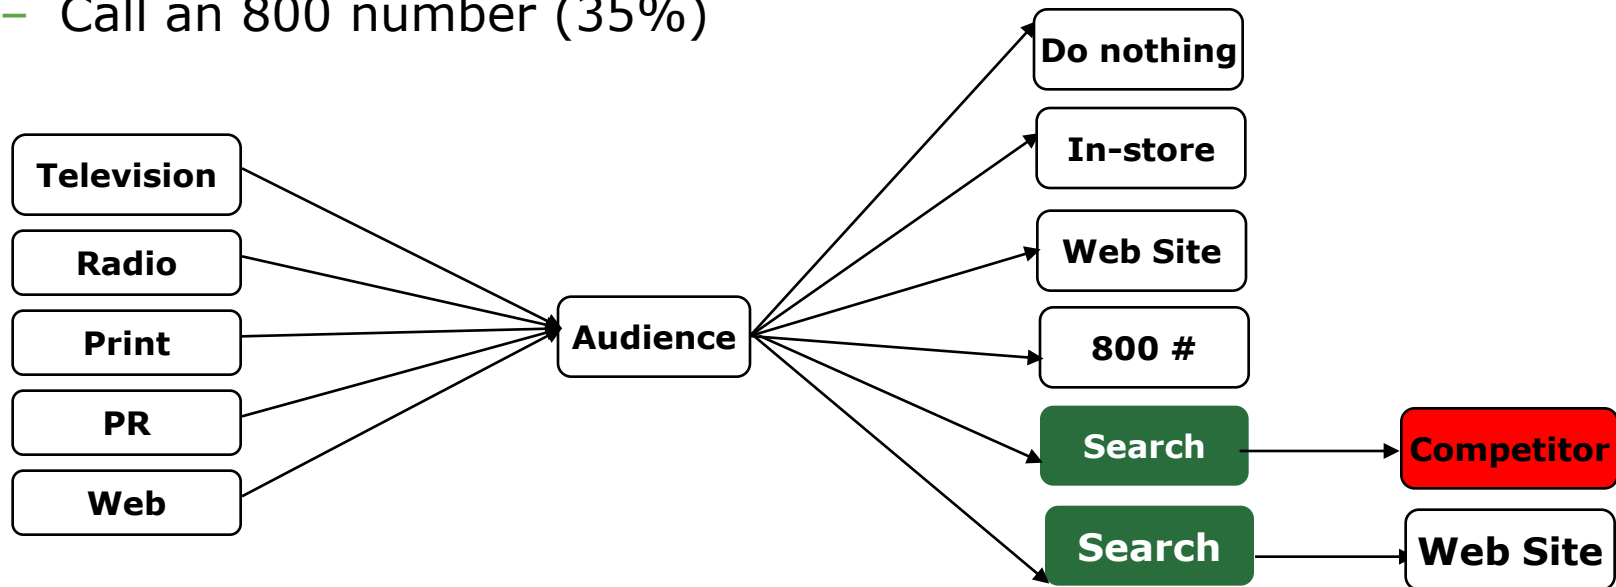 – Call an 800 number (35%)
Television
Radio
Print
PR
Web
Audience
Do nothing
In-store
Web Site
800 #
Search
Competitor
Search
Web Site